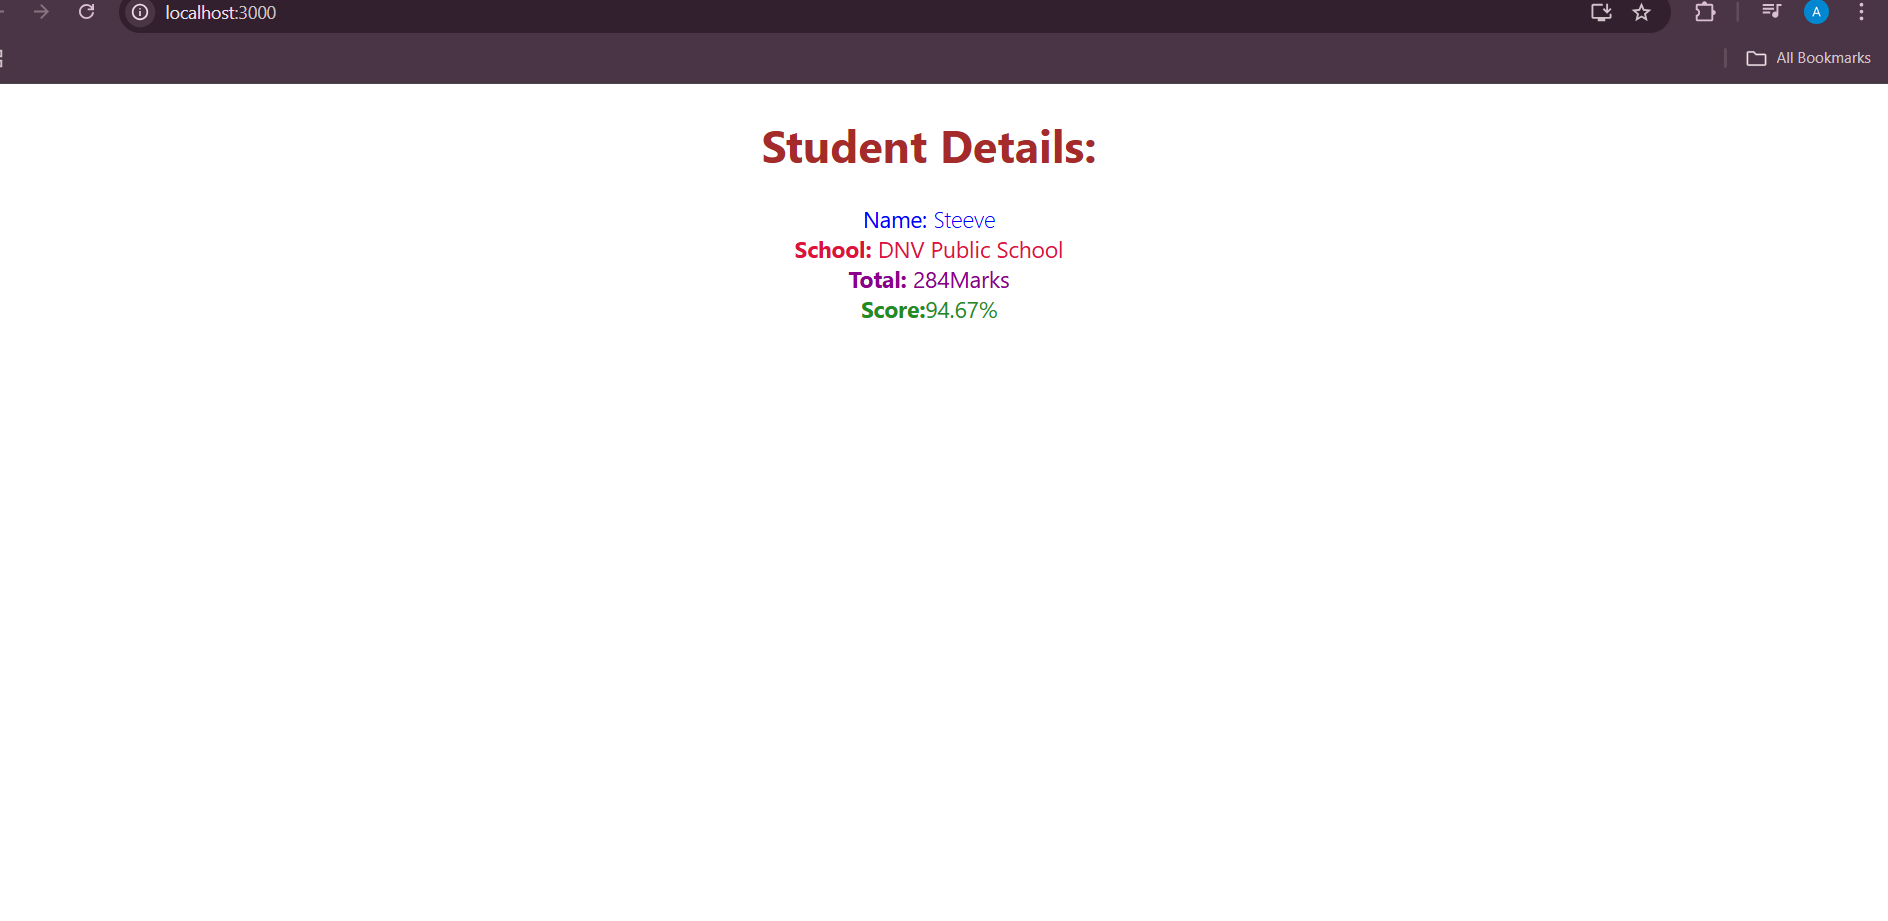 localhost:3000
A
All Bookmarks
Student Details:
Name: Steeve
School: DNV Public School
Total: 284Marks
Score:94.67%